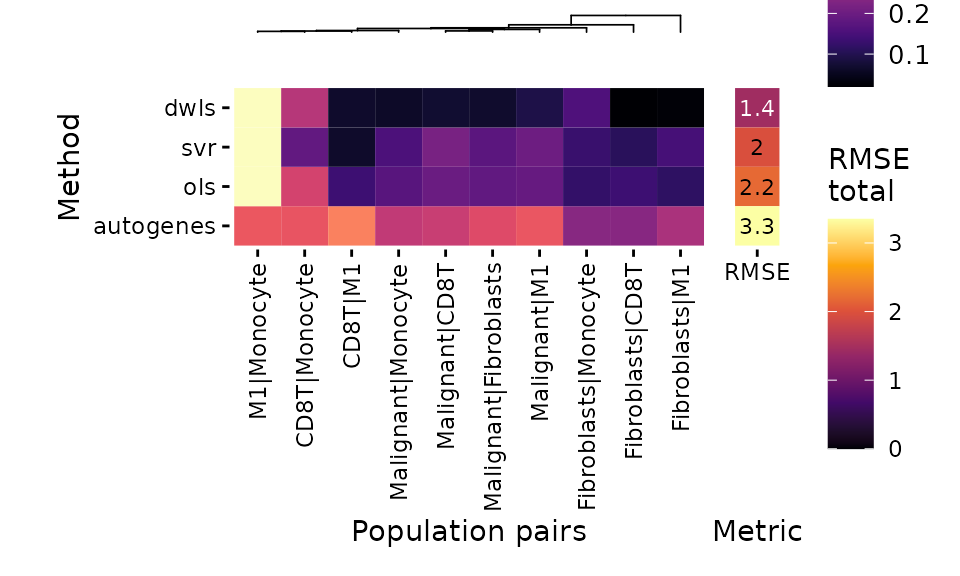 0.2
0.1
Method
dwls
svr
ols
autogenes
1.4
2
2.2
3.3
RMSE
M1|Monocyte
CD8T|Monocyte
CD8T|M1
Malignant|Monocyte
Malignant|CD8T
Malignant|Fibroblasts
Malignant|M1
Fibroblasts|Monocyte
Fibroblasts|CD8T
Fibroblasts|M1
Population pairs
Metric
RMSE
total
3
2
1
0